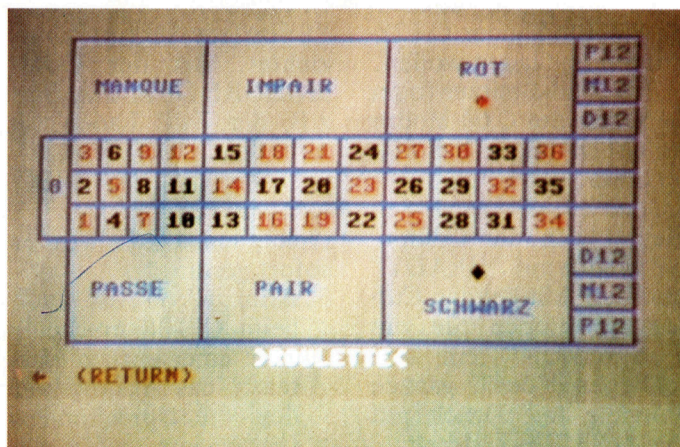 MANQUE IMPAIR ROT P12
M12
D12
3 6 9 12 15 18 21 24 27 30 33 36
0 2 5 8 11 14 17 20 23 26 29 32 35
1 4 7 10 13 16 19 22 25 28 31 34
PASSE PAIR SCHWARZ D12
M12
P12
>ROULETTE<
← (RETURN)